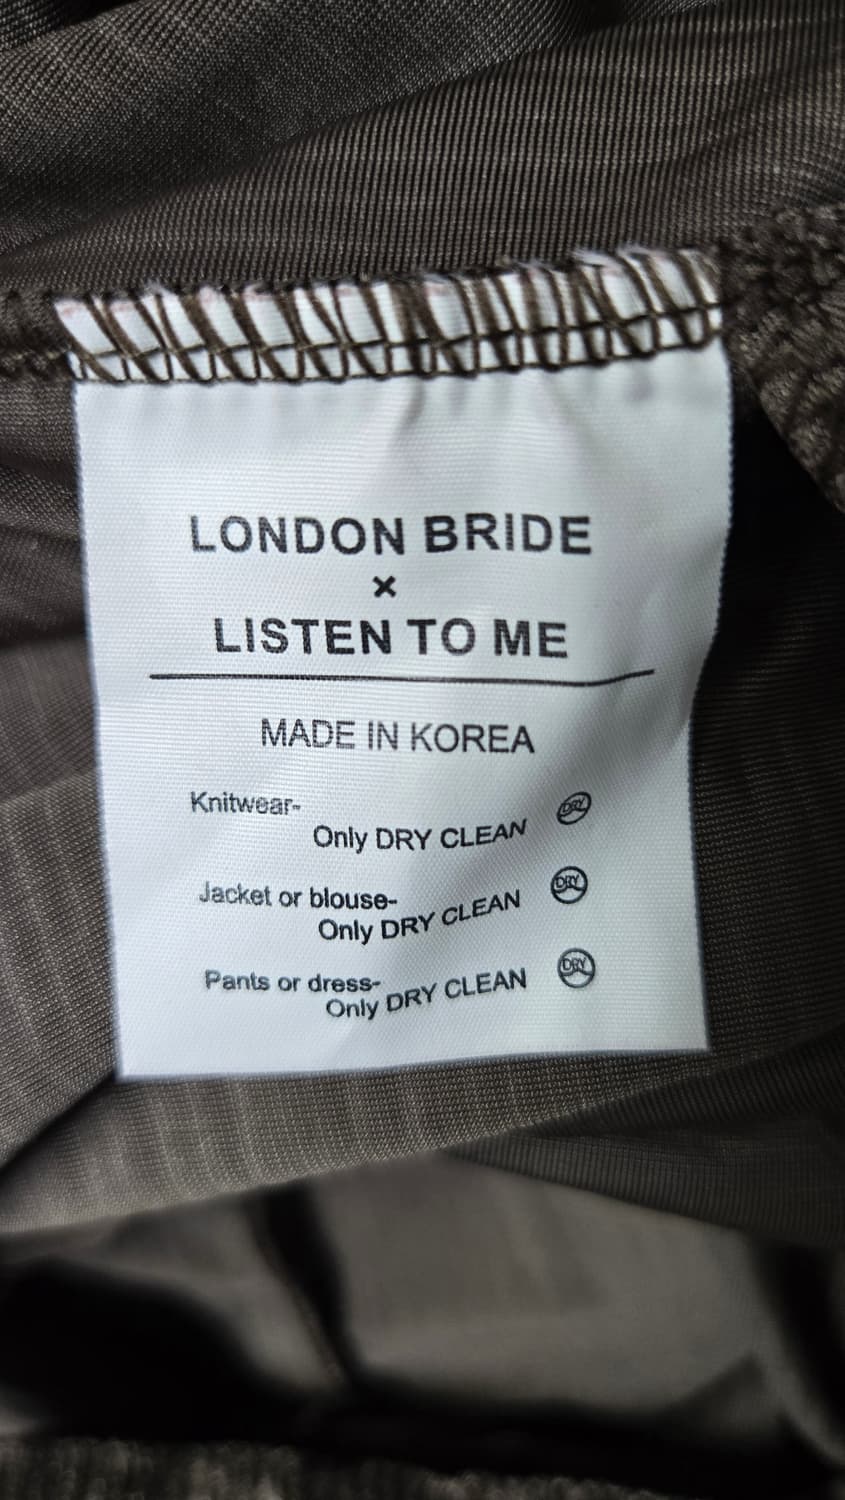 LONDON BRIDE
×
LISTEN TO ME
MADE IN KOREA
Knitwear-
Only DRY CLEAN DRY
Jacket or blouse-
Only DRY CLEAN DRY
Pants or dress-
Only DRY CLEAN DRY